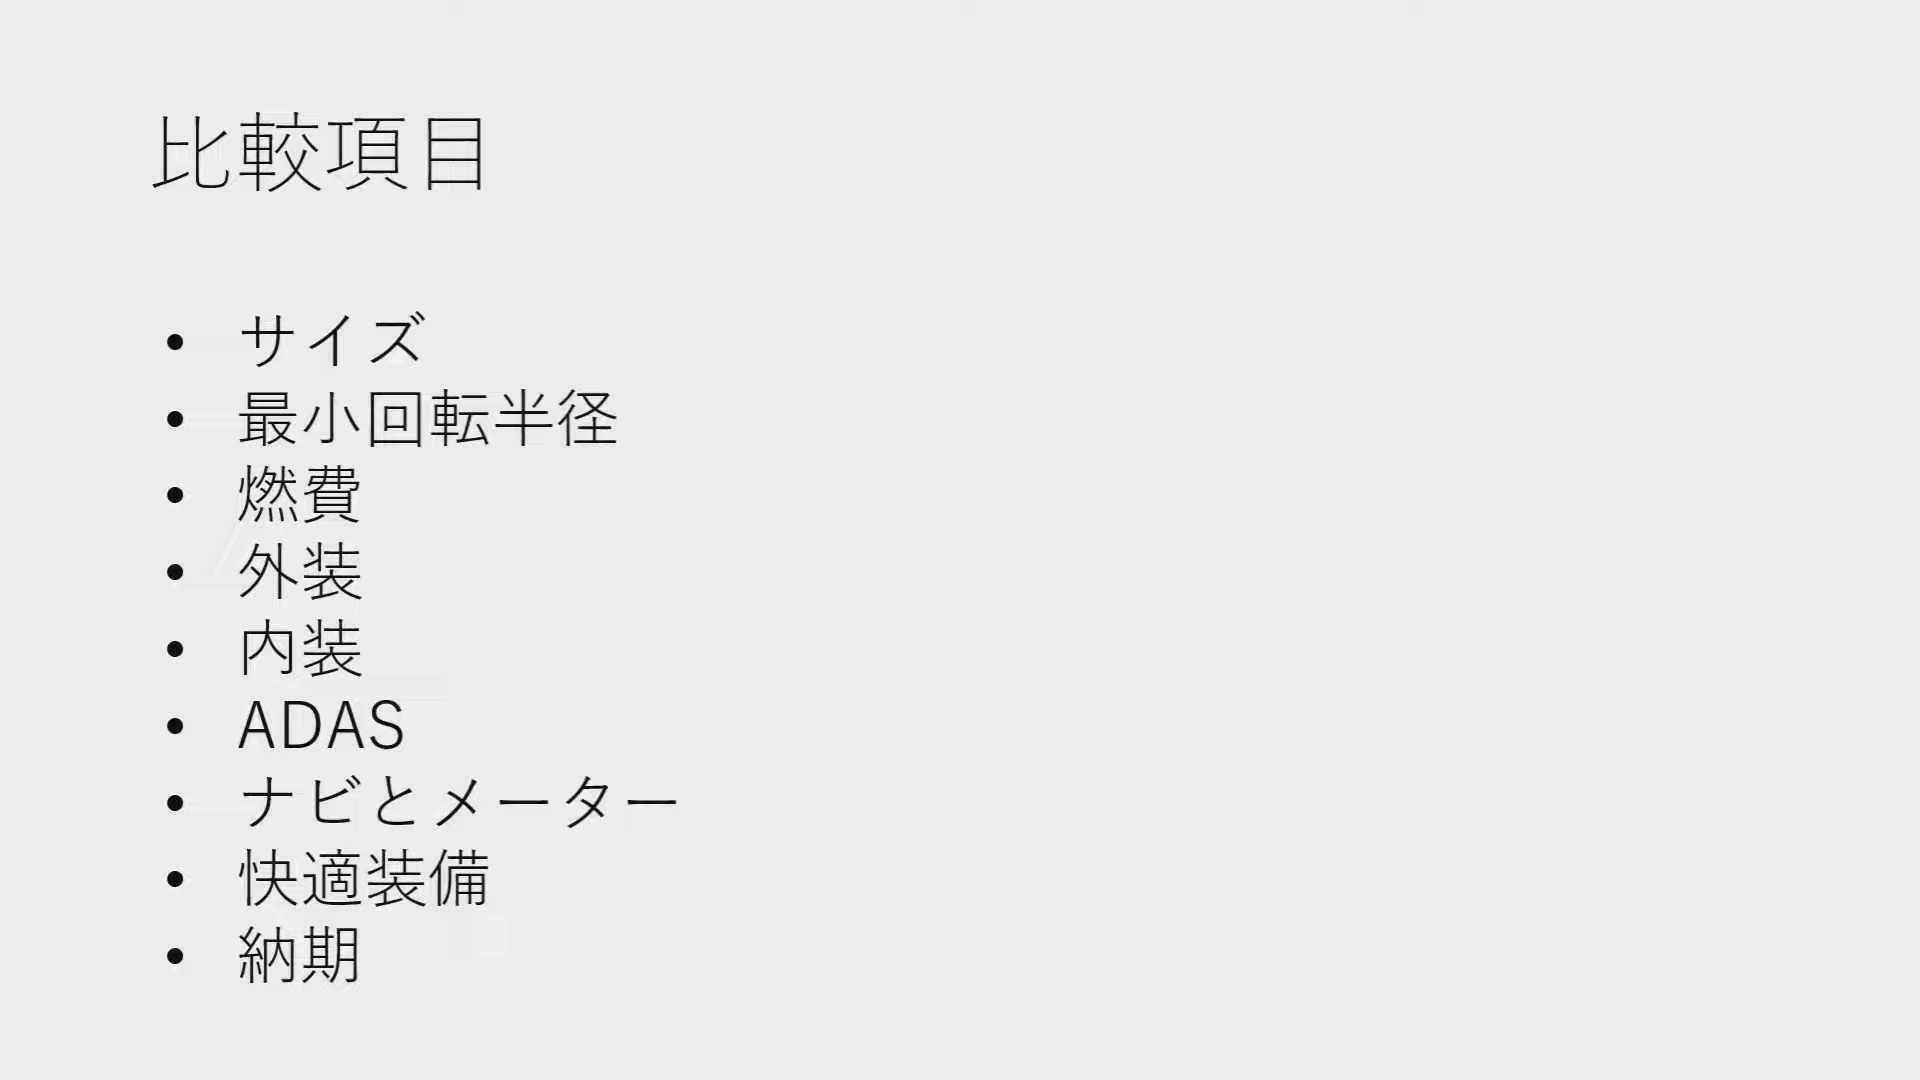 比較項目
• サイズ
• 最小回転半径
• 燃費
• 外装
• 内装
• ADAS
• ナビとメーター
• 快適装備
• 納期